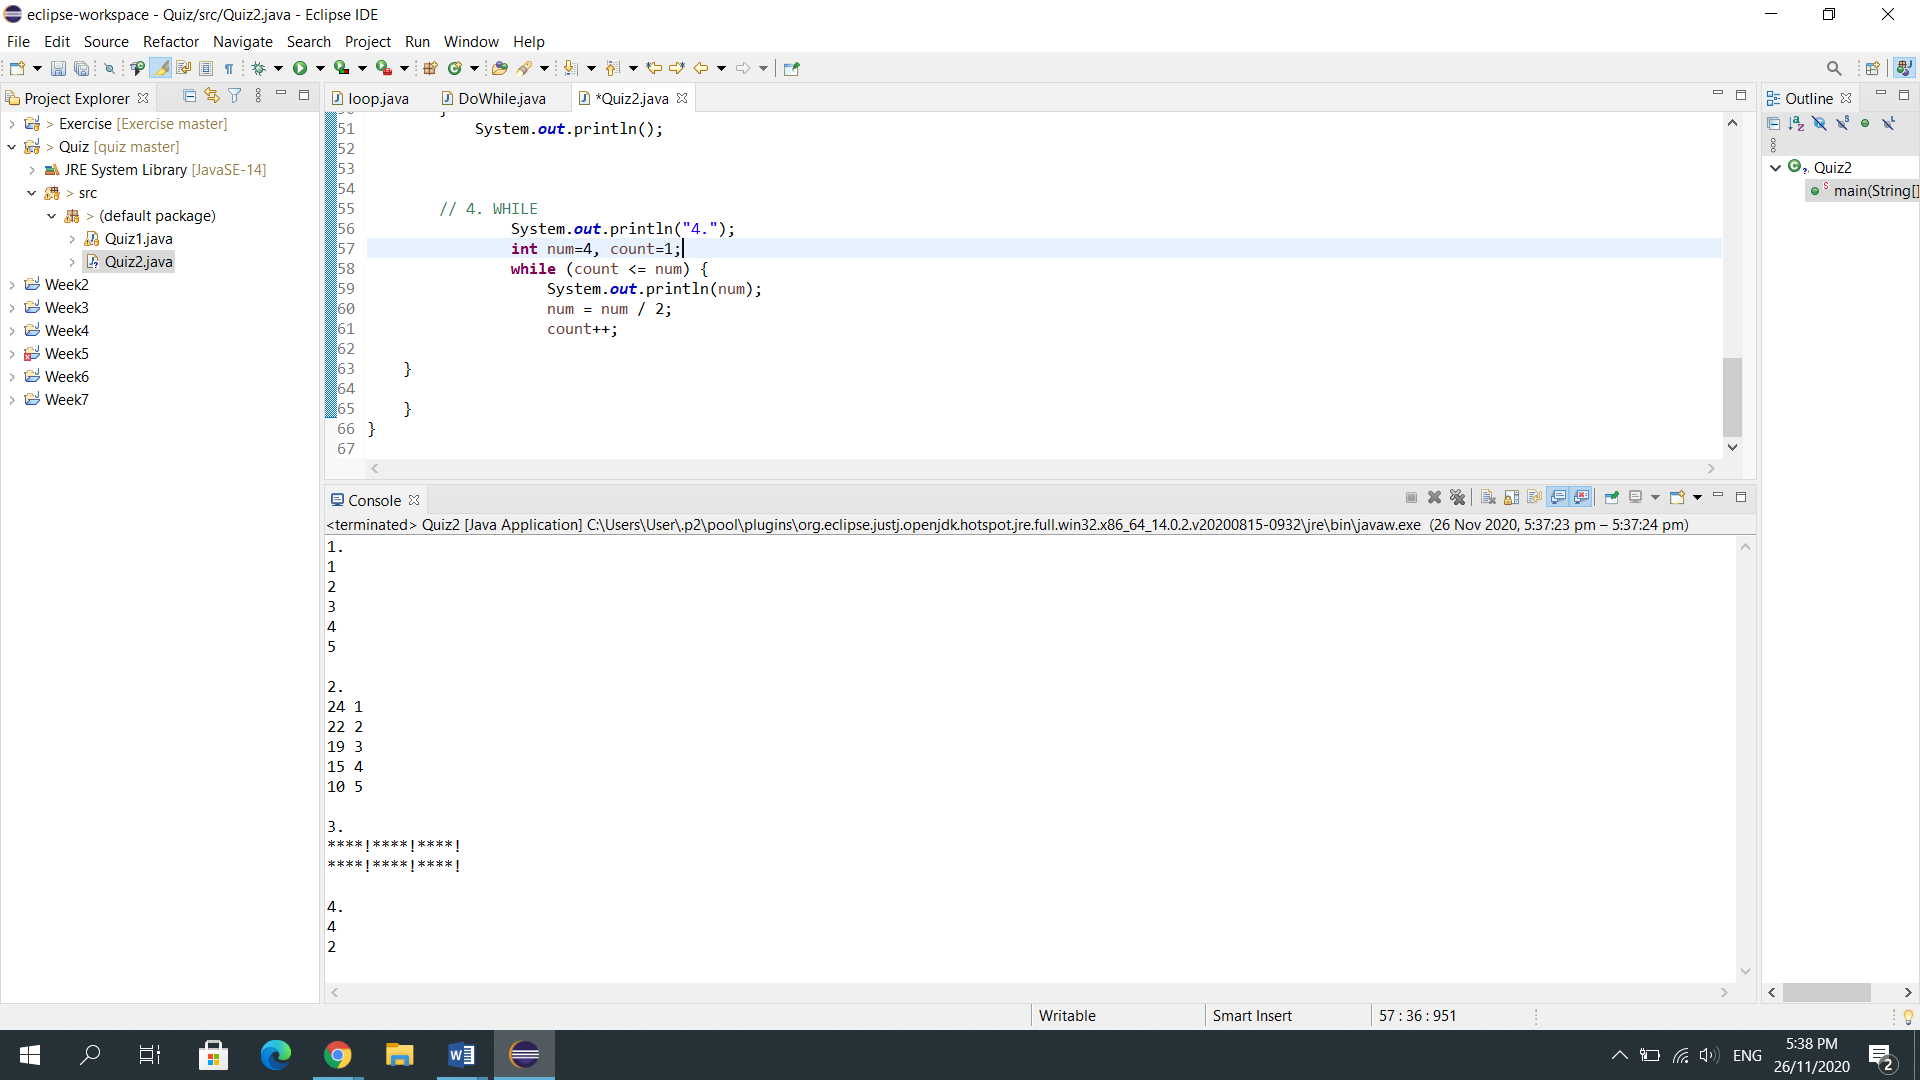 eclipse-workspace - Quiz/src/Quiz2.java - Eclipse IDE
File Edit Source Refactor Navigate Search Project Run Window Help
Project Explorer
> Exercise [Exercise master]
> Quiz [quiz master]
JRE System Library [JavaSE-14]
> src
> (default package)
Quiz1.java
Quiz2.java
Week2
Week3
Week4
Week5
Week6
Week7
loop.java DoWhile.java *Quiz2.java
51 System.out.println();
52
53
54
55 // 4. WHILE
56 System.out.println("4.");
57 int num=4, count=1;
58 while (count <= num) {
59 System.out.println(num);
60 num = num / 2;
61 count++;
62
63 }
64
65 }
66 }
67
Outline
Quiz2
main(String[]
Console
<terminated> Quiz2 [Java Application] C:\Users\User\.p2\pool\plugins\org.eclipse.justj.openjdk.hotspot.jre.full.win32.x86_64_14.0.2.v20200815-0932\jre\bin\javaw.exe (26 Nov 2020, 5:37:23 pm – 5:37:24 pm)
1.
1
2
3
4
5
2.
24 1
22 2
19 3
15 4
10 5
3.
****!****!****!
****!****!****!
4.
4
2
Writable Smart Insert 57 : 36 : 951
ENG
5:38 PM
26/11/2020
2